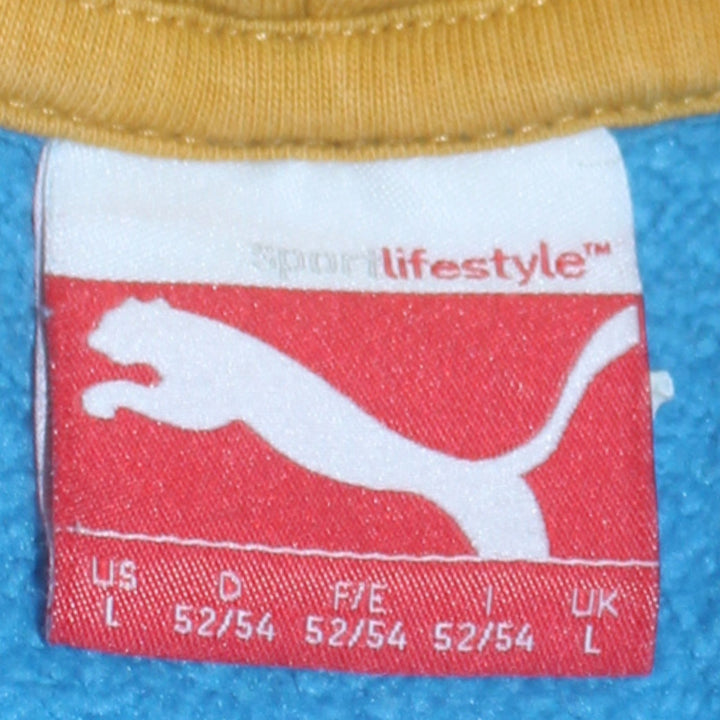 sportlifestyle™
US D F/E I UK
L 52/54 52/54 52/54 L